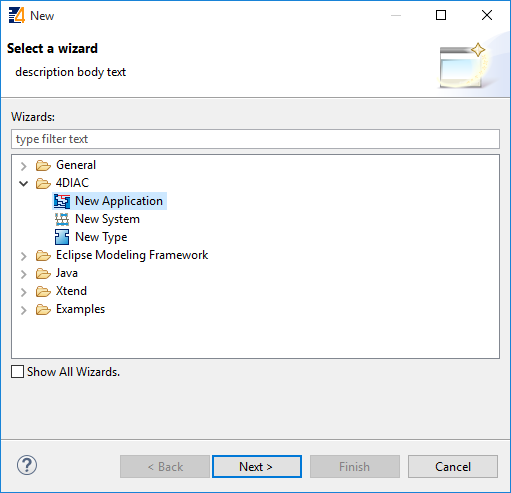 New
Select a wizard
description body text
Wizards:
type filter text
General
4DIAC
New Application
New System
New Type
Eclipse Modeling Framework
Java
Xtend
Examples
Show All Wizards.
? < Back Next > Finish Cancel